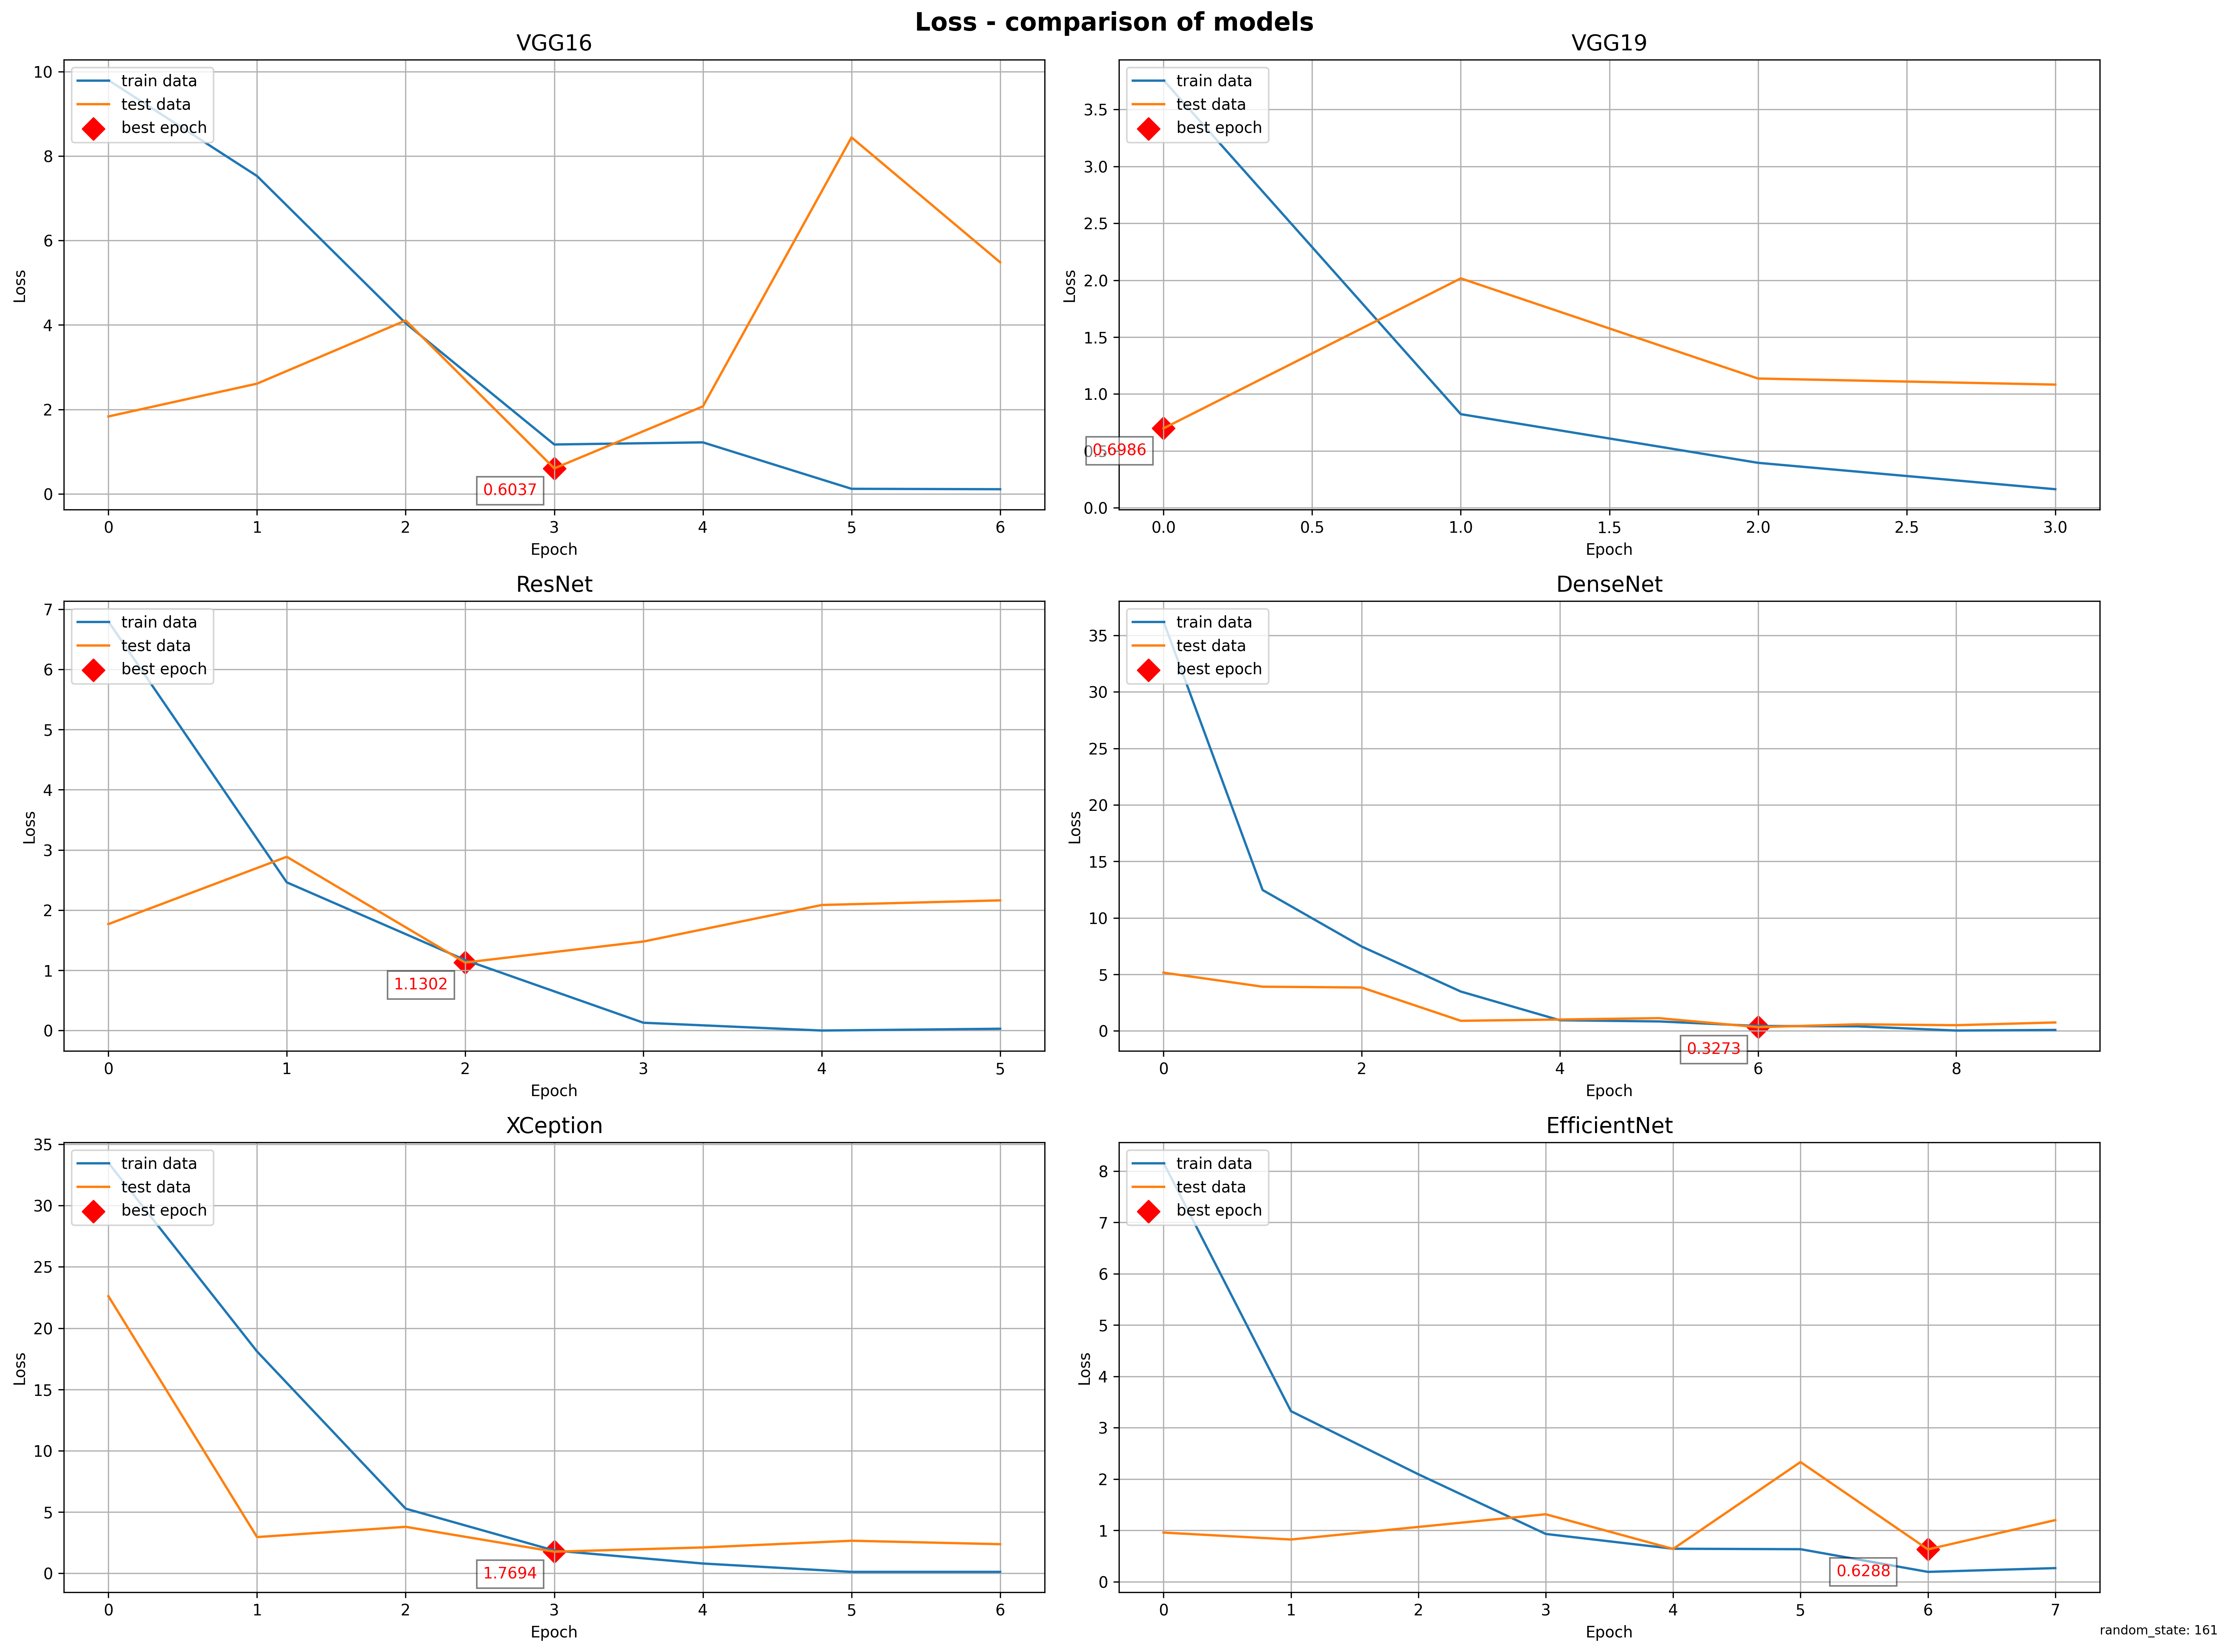 Loss - comparison of models
VGG16
train data
test data
best epoch
10
8
6
4
2
0
Loss
0.6037
0 1 2 3 4 5 6
Epoch
VGG19
train data
test data
best epoch
3.5
3.0
2.5
2.0
1.5
1.0
0.5
0.0
Loss
0.6986
0.0 0.5 1.0 1.5 2.0 2.5 3.0
Epoch
ResNet
train data
test data
best epoch
7
6
5
4
3
2
1
0
Loss
1.1302
0 1 2 3 4 5
Epoch
DenseNet
train data
test data
best epoch
35
30
25
20
15
10
5
0
Loss
0.3273
0 2 4 6 8
Epoch
XCeption
train data
test data
best epoch
35
30
25
20
15
10
5
0
Loss
1.7694
0 1 2 3 4 5 6
Epoch
EfficientNet
train data
test data
best epoch
8
7
6
5
4
3
2
1
0
Loss
0.6288
0 1 2 3 4 5 6 7
Epoch
random_state: 161